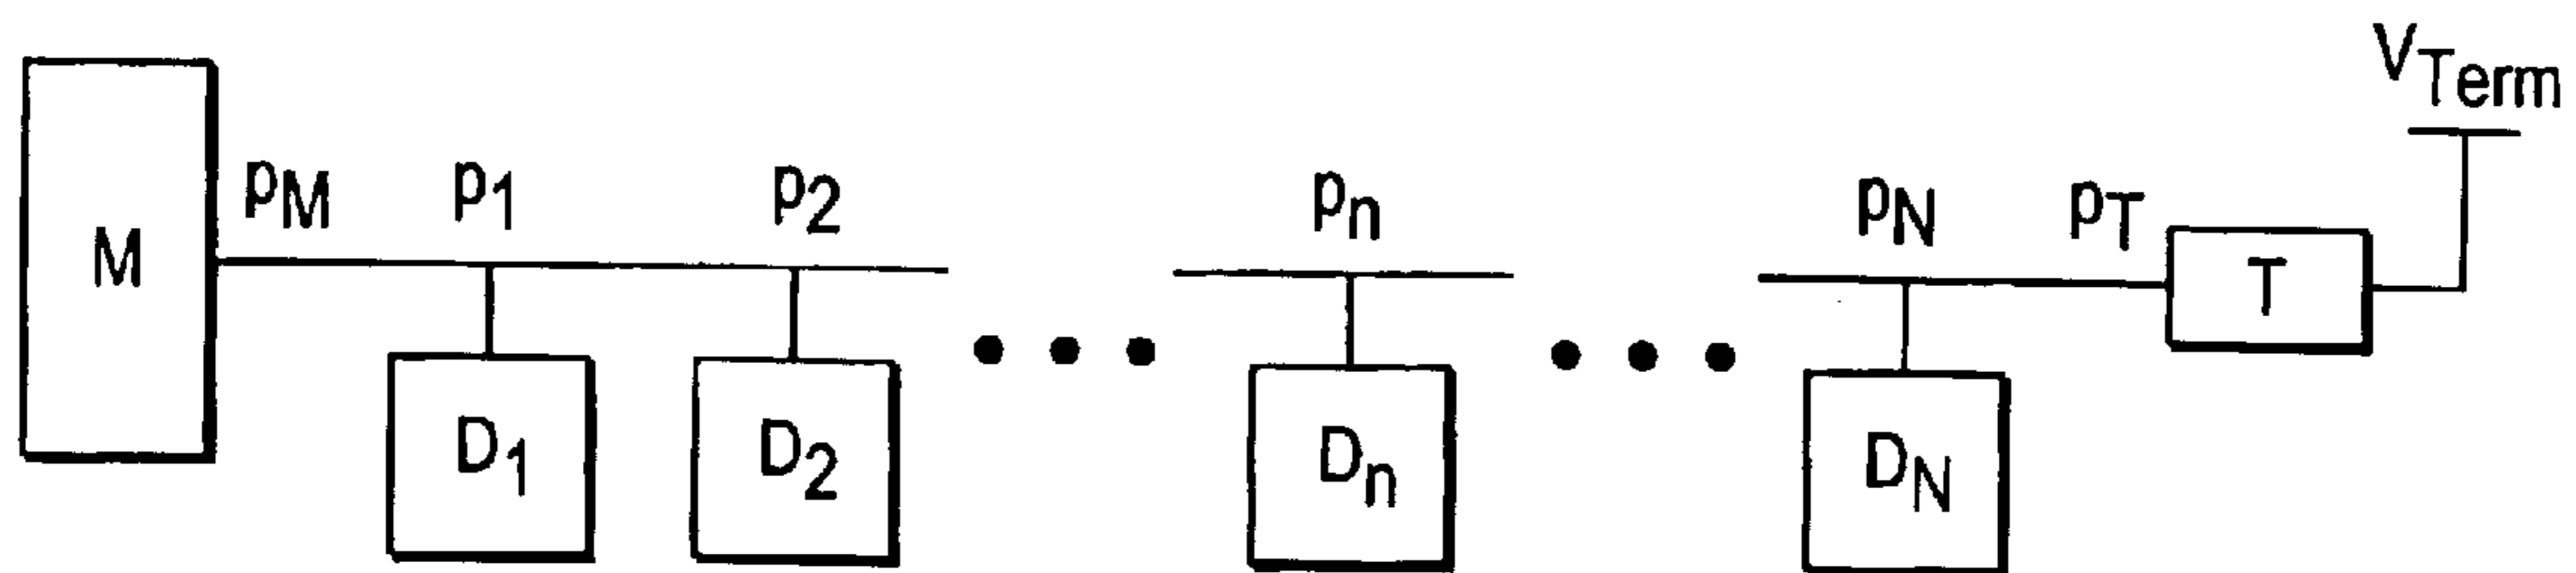 V_Term
p_M p_1 p_2 p_n p_N p_T
M T
D_1 D_2 D_n D_N